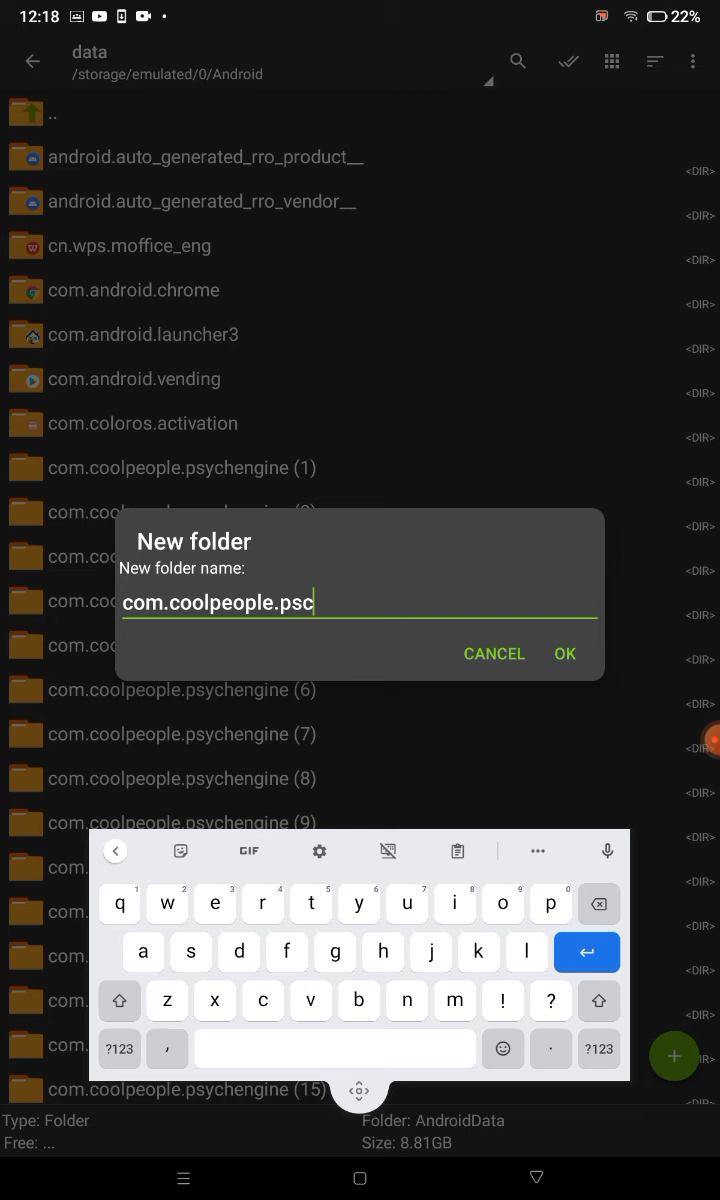 12:18
22%
data
/storage/emulated/0/Android
..
android.auto_generated_rro_product__
<DIR>
android.auto_generated_rro_vendor__
<DIR>
cn.wps.moffice_eng
<DIR>
com.android.chrome
<DIR>
com.android.launcher3
<DIR>
com.android.vending
<DIR>
com.coloros.activation
<DIR>
com.coolpeople.psychengine (1)
<DIR>
New folder
New folder name:
com.coolpeople.psc
CANCEL OK
com.coolpeople.psychengine (6)
<DIR>
com.coolpeople.psychengine (7)
<DIR>
com.coolpeople.psychengine (8)
<DIR>
com.coolpeople.psychengine (9)
<DIR>
GIF
q 1 w 2 e 3 r 4 t 5 y 6 u 7 i 8 o 9 p 0
a s d f g h j k l
z x c v b n m ! ?
?123 , . ?123
com.coolpeople.psychengine (15)
Type: Folder
Folder: AndroidData
Free: ...
Size: 8.81GB